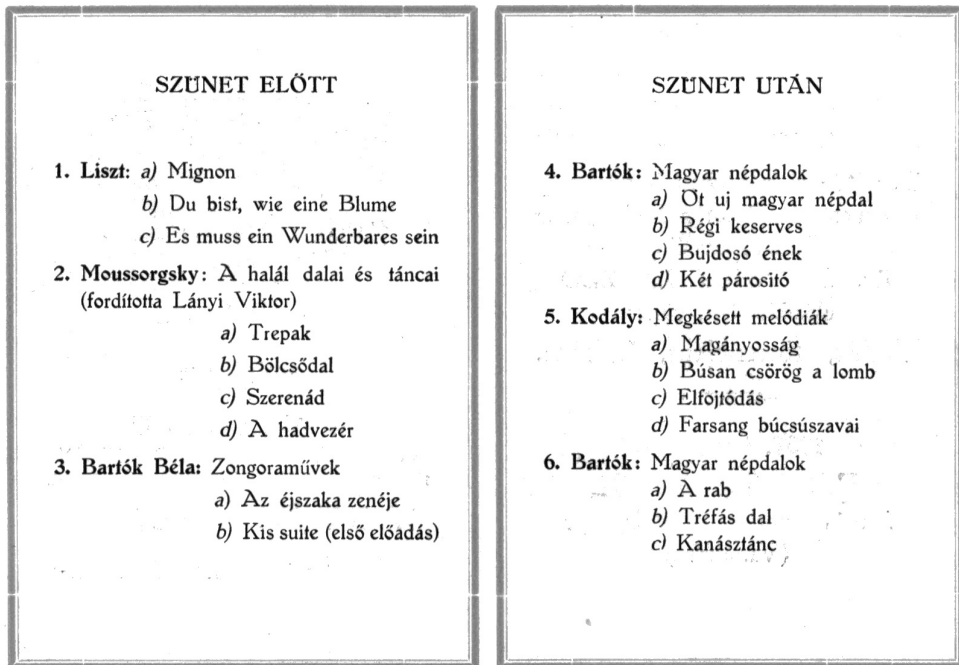 SZÜNET ELŐTT
1. Liszt: a) Mignon
b) Du bist, wie eine Blume
c) Es muss ein Wunderbares sein
2. Moussorgsky: A halál dalai és táncai
(fordította Lányi Viktor)
a) Trepak
b) Bölcsődal
c) Szerenád
d) A hadvezér
3. Bartók Béla: Zongoraművek
a) Az éjszaka zenéje
b) Kis suite (első előadás)
SZÜNET UTÁN
4. Bartók: Magyar népdalok
a) Öt uj magyar népdal
b) Régi keserves
c) Bujdosó ének
d) Két párositó
5. Kodály: Megkésett melódiák
a) Magányosság
b) Búsan csörög a lomb
c) Elfojtódás
d) Farsang búcsúszavai
6. Bartók: Magyar népdalok
a) A rab
b) Tréfás dal
c) Kanásztánc